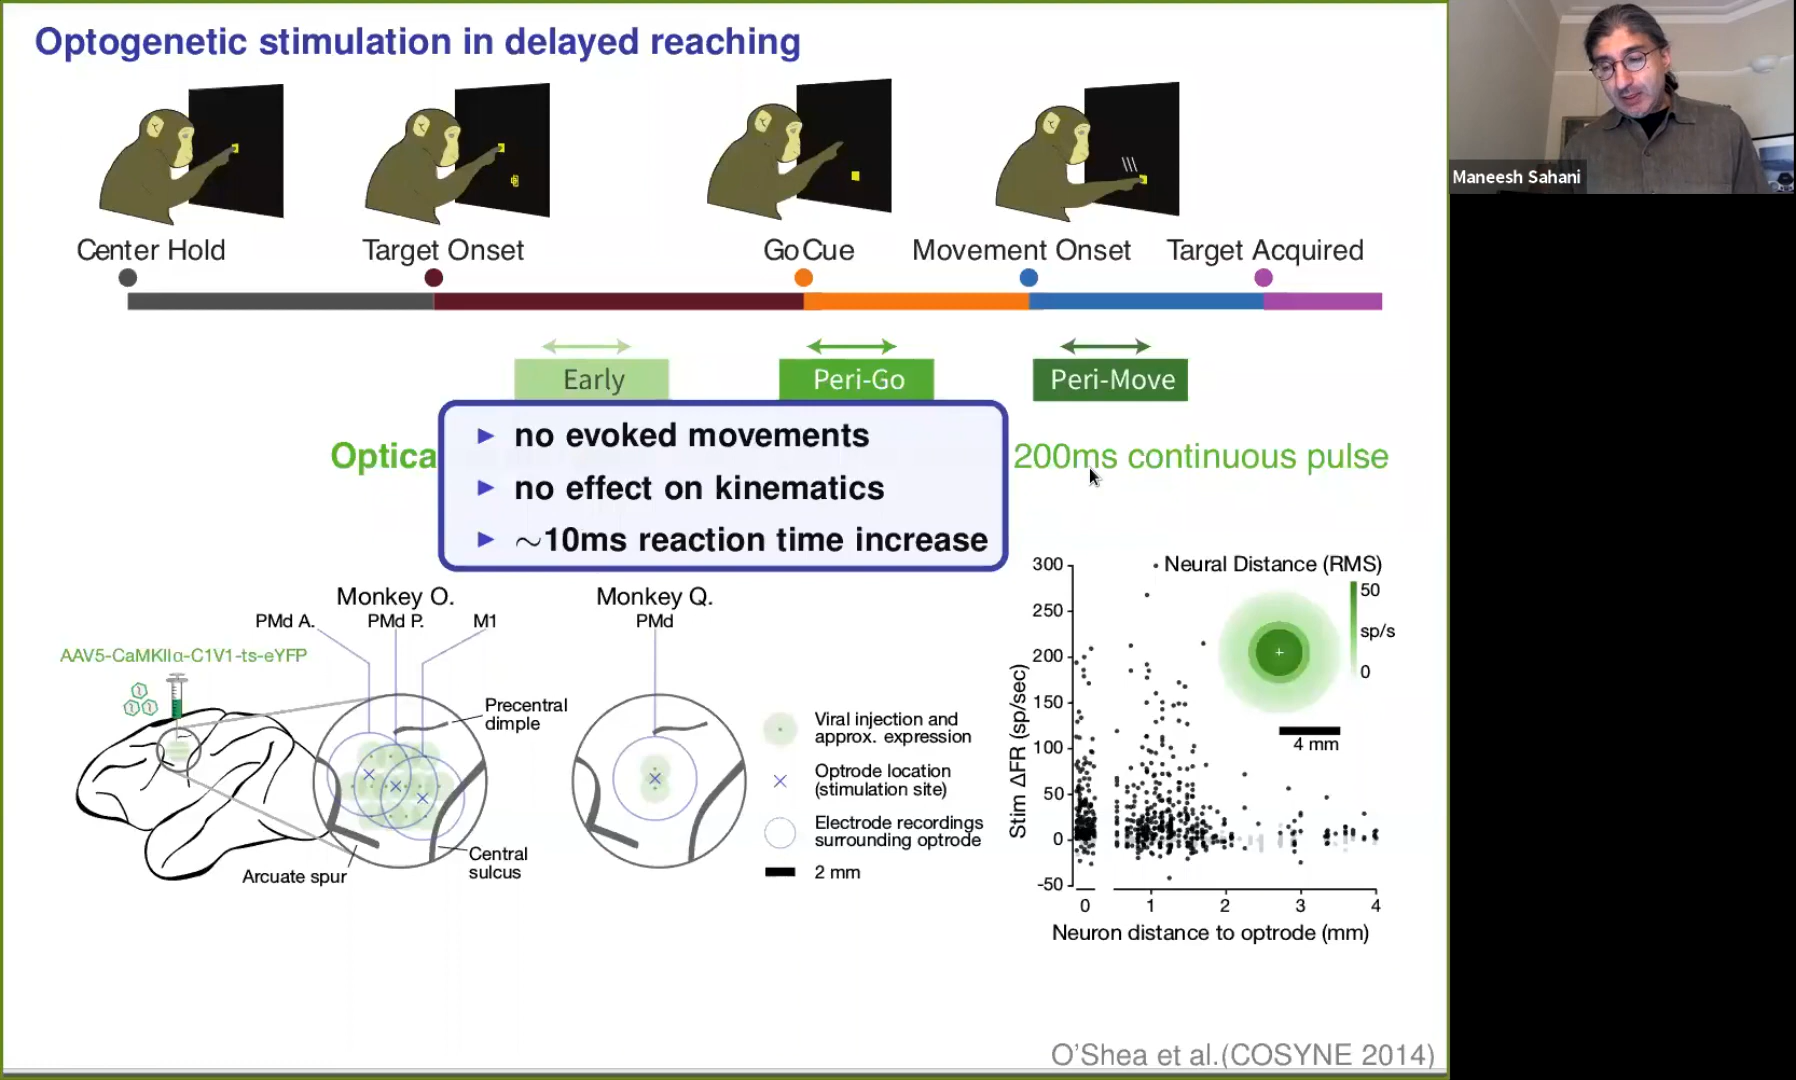 Optogenetic stimulation in delayed reaching
Maneesh Sahani
Center Hold
Target Onset
Go Cue
Movement Onset
Target Acquired
Early
Peri-Go
Peri-Move
Optica
200ms continuous pulse
▶ no evoked movements
▶ no effect on kinematics
▶ ∼10ms reaction time increase
Monkey O.
PMd A.
PMd P.
M1
Monkey Q.
PMd
AAV5-CaMKIIα-C1V1-ts-eYFP
Precentral
dimple
Arcuate spur
Central
sulcus
Viral injection and
approx. expression
Optrode location
(stimulation site)
Electrode recordings
surrounding optrode
2 mm
Neural Distance (RMS)
50
sp/s
0
4 mm
Stim ΔFR (sp/sec)
300
250
200
150
100
50
0
-50
0 1 2 3 4
Neuron distance to optrode (mm)
O'Shea et al.(COSYNE 2014)